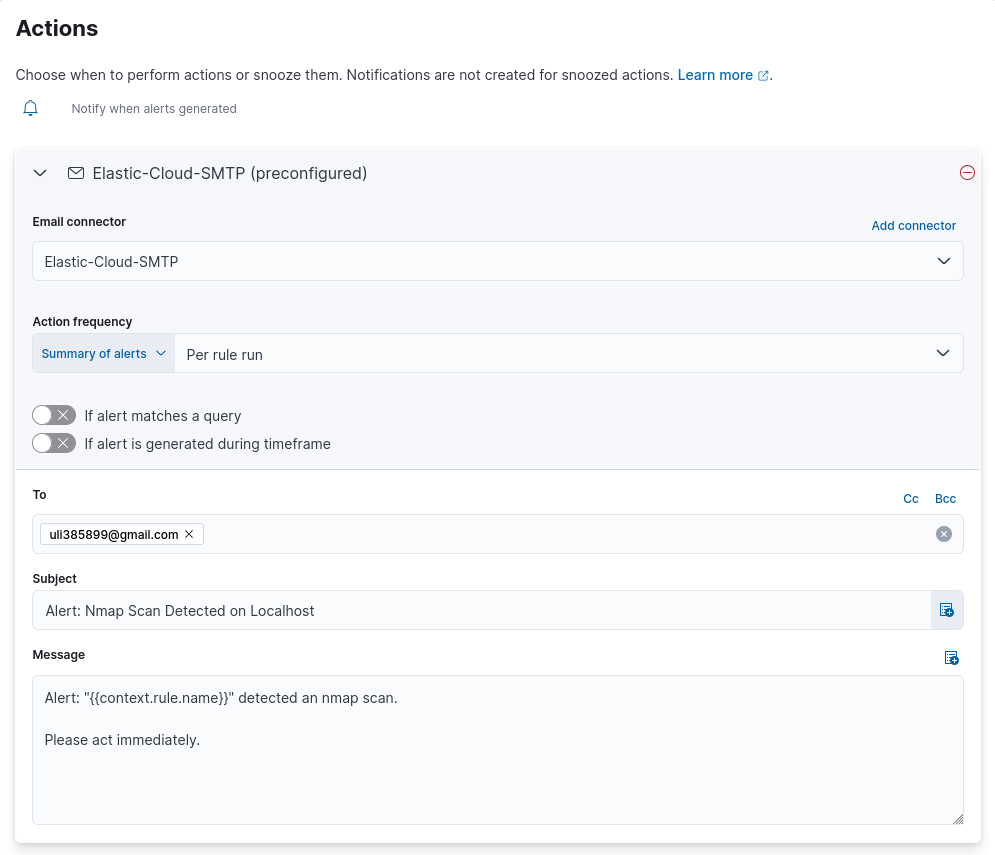 Actions
Choose when to perform actions or snooze them. Notifications are not created for snoozed actions. Learn more.
Notify when alerts generated
Elastic-Cloud-SMTP (preconfigured)
Email connector
Add connector
Elastic-Cloud-SMTP
Action frequency
Summary of alerts Per rule run
If alert matches a query
If alert is generated during timeframe
To Cc Bcc
uli385899@gmail.com
Subject
Alert: Nmap Scan Detected on Localhost
Message
Alert: "{{context.rule.name}}" detected an nmap scan.
Please act immediately.